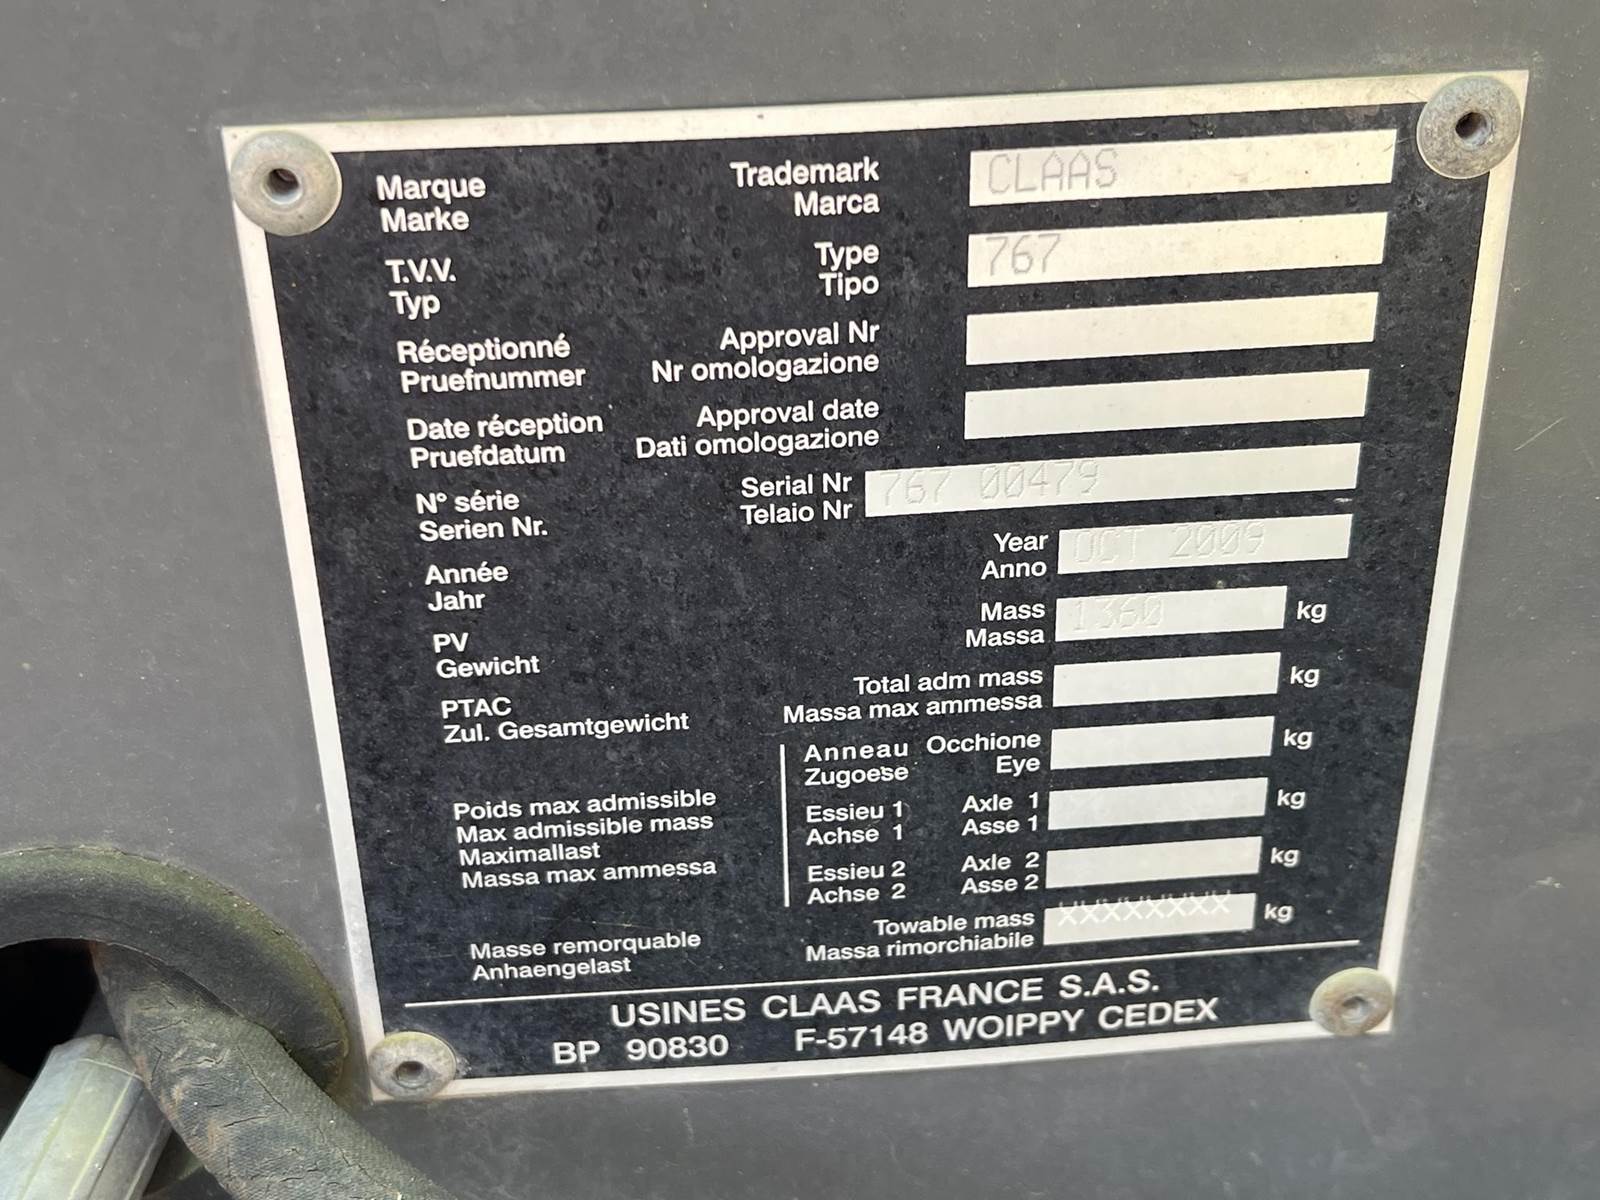 Marque Trademark CLAAS
Marke Marca
T.V.V. Type 767
Typ Tipo
Réceptionné Approval Nr
Pruefnummer Nr omologazione
Date réception Approval date
Pruefdatum Dati omologazione
N° série Serial Nr 767 00479
Serien Nr. Telaio Nr
Année Year OCT 2009
Jahr Anno
PV Mass 1360 kg
Gewicht Massa
PTAC Total adm mass kg
Zul. Gesamtgewicht Massa max ammessa
Anneau Occhione kg
Zugoese Eye
Poids max admissible Essieu 1 Axle 1 kg
Max admissible mass Achse 1 Asse 1
Maximallast Essieu 2 Axle 2 kg
Massa max ammessa Achse 2 Asse 2
Masse remorquable Towable mass XXXXXXXX kg
Anhaengelast Massa rimorchiabile
USINES CLAAS FRANCE S.A.S.
BP 90830 F-57148 WOIPPY CEDEX